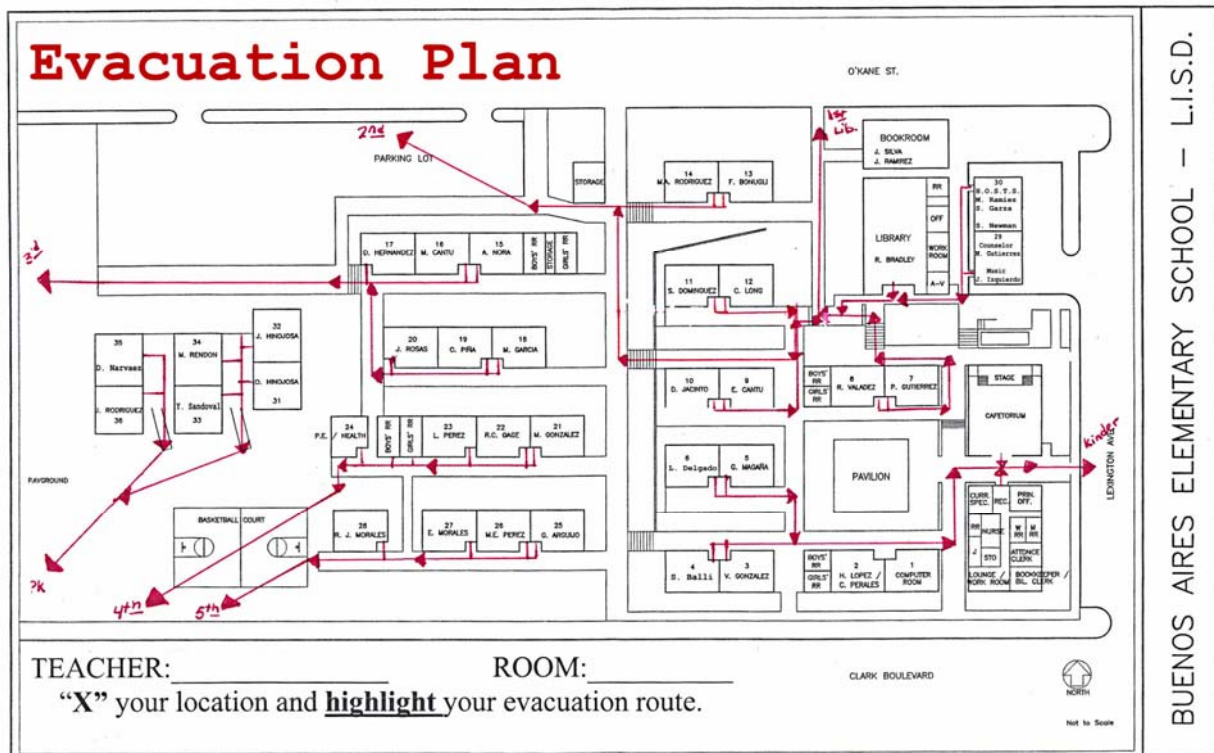 Evacuation Plan
O'KANE ST.
2nd
PARKING LOT
1st
Lib.
BOOKROOM
J. SILVA
J. RAMIREZ
STORAGE
14
M.A. RODRIGUEZ
13
F. BONUGLI
30
H.O.S.T.S.
M. Ramiez
S. Garza
S. Newman
29
Counselor
M. Gutierrez
Music
J. Izquierdo
RR
OFF
WORK
ROOM
A-V
LIBRARY
R. BRADLEY
3rd
17
D. HERNANDEZ
16
M. CANTU
15
A. NORA
BOYS' RR
STORAGE
GIRLS' RR
11
S. DOMINGUEZ
12
C. LONG
35
D. Narvaez
J. RODRIGUEZ
36
34
M. RENDON
Y. Sandoval
33
32
J. HINOJOSA
D. HINOJOSA
31
20
J. ROSAS
19
C. PIÑA
18
M. GARCIA
10
D. JACINTO
9
E. CANTU
BOYS'
RR
GIRLS'
RR
8
R. VALADEZ
7
P. GUTIERREZ
STAGE
CAFETORIUM
24
P.E. / HEALTH
BOYS' RR
GIRLS' RR
23
L. PEREZ
22
R.C. GAGE
21
M. GONZALEZ
6
L. Delgado
5
G. MAGAÑA
PAVILION
Kinder
LEXINGTON AVE.
PAYGROUND
BASKETBALL COURT
28
R. J. MORALES
27
E. MORALES
26
M.E. PEREZ
25
G. ARGUIJO
CURR.
SPEC.
REC.
PRIN.
OFF.
RR
NURSE
W
RR
M
RR
J
STO
ATTENCE
CLERK
LOUNGE /
WORK ROOM
BOOKKEEPER /
BIL. CLERK
4
S. Balli
3
V. GONZALEZ
BOYS'
RR
GIRLS'
RR
2
H. LOPEZ /
C. PERALES
1
COMPUTER
ROOM
PK
4th
5th
TEACHER: ROOM:
“X” your location and highlight your evacuation route.
CLARK BOULEVARD
NORTH
Not to Scale
BUENOS AIRES ELEMENTARY SCHOOL – L.I.S.D.